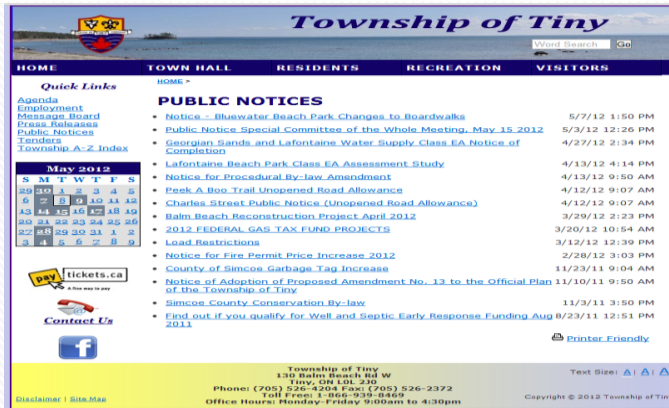 Township of Tiny
Word Search Go
HOME TOWN HALL RESIDENTS RECREATION VISITORS
HOME >
Quick Links
Agenda
Employment
Message Board
Press Releases
Public Notices
Tenders
Township A-Z Index
May 2012
S M T W T F S
29 30 1 2 3 4 5
6 7 8 9 10 11 12
13 14 15 16 17 18 19
20 21 22 23 24 25 26
27 28 29 30 31 1 2
3 4 5 6 7 8 9
pay tickets.ca
A fine way to pay
Contact Us
f
PUBLIC NOTICES
• Notice - Bluewater Beach Park Changes to Boardwalks 5/7/12 1:50 PM
• Public Notice Special Committee of the Whole Meeting, May 15 2012 5/3/12 12:26 PM
• Georgian Sands and Lafontaine Water Supply Class EA Notice of 4/27/12 2:34 PM
Completion
• Lafontaine Beach Park Class EA Assessment Study 4/13/12 4:14 PM
• Notice for Procedural By-law Amendment 4/13/12 9:50 AM
• Peek A Boo Trail Unopened Road Allowance 4/12/12 9:07 AM
• Charles Street Public Notice (Unopened Road Allowance) 4/12/12 9:07 AM
• Balm Beach Reconstruction Project April 2012 3/29/12 2:23 PM
• 2012 FEDERAL GAS TAX FUND PROJECTS 3/20/12 10:54 AM
• Load Restrictions 3/12/12 12:39 PM
• Notice for Fire Permit Price Increase 2012 2/28/12 3:03 PM
• County of Simcoe Garbage Tag Increase 11/23/11 9:04 AM
• Notice of Adoption of Proposed Amendment No. 13 to the Official Plan 11/10/11 9:50 AM
of the Township of Tiny
• Simcoe County Conservation By-law 11/3/11 3:50 PM
• Find out if you qualify for Well and Septic Early Response Funding Aug 8/23/11 12:51 PM
2011
Printer Friendly
Township of Tiny
130 Balm Beach Rd W
Tiny, ON L0L 2J0
Phone: (705) 526-4204 Fax: (705) 526-2372
Toll Free: 1-866-939-8469
Office Hours: Monday-Friday 9:00am to 4:30pm
Disclaimer | Site Map
Text Size: A | A | A
Copyright © 2012 Township of Tin